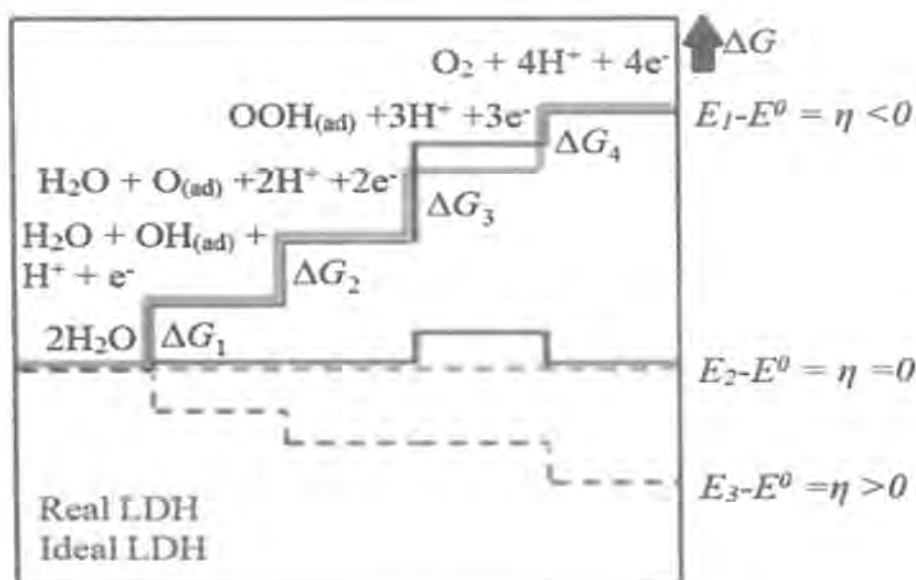 ΔG
O₂ + 4H⁺ + 4e⁻
OOH(ad) +3H⁺ +3e⁻
E₁-E⁰ = η <0
ΔG₄
H₂O + O(ad) +2H⁺ +2e⁻
ΔG₃
H₂O + OH(ad) +
H⁺ + e⁻
ΔG₂
2H₂O
ΔG₁
E₂-E⁰ = η =0
E₃-E⁰ =η >0
Real LDH
Ideal LDH